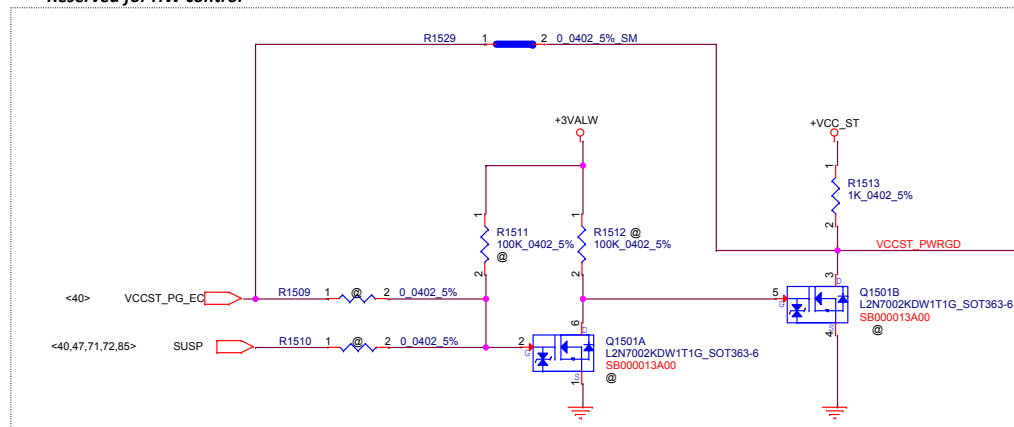 Reserved for HW control
R1529 1 2 0_0402_5%_SM
+3VALW
+VCC_ST
1
R1513
1K_0402_5%
2
1
R1511
100K_0402_5%
@
2
1
R1512 @
100K_0402_5%
2
VCCST_PWRGD
<40> VCCST_PG_EC R1509 1 @ 2 0_0402_5%
<40,47,71,72,85> SUSP R1510 1 @ 2 0_0402_5%
2
G
6
D
S
1
Q1501A
L2N7002KDW1T1G_SOT363-6
SB000013A00
@
5
G
3
D
S
4
Q1501B
L2N7002KDW1T1G_SOT363-6
SB000013A00
@